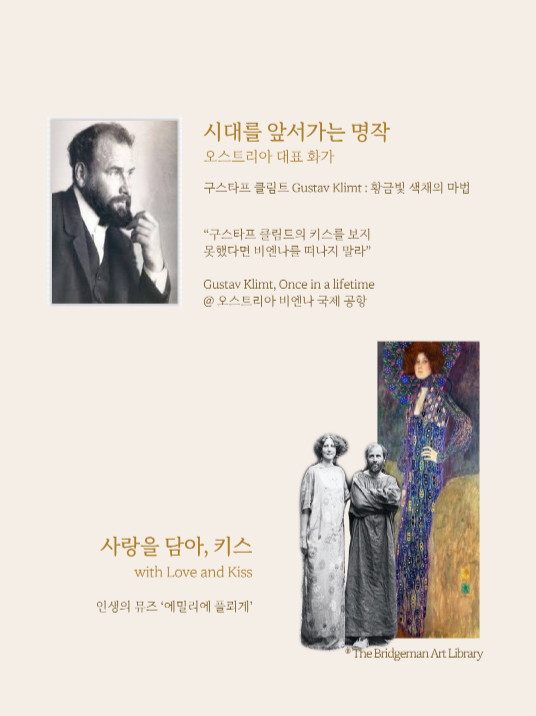 시대를 앞서가는 명작
오스트리아 대표 화가
구스타프 클림트 Gustav Klimt : 황금빛 색채의 마법
“구스타프 클림트의 키스를 보지
못했다면 비엔나를 떠나지 말라”
Gustav Klimt, Once in a lifetime
@ 오스트리아 비엔나 국제 공항
사랑을 담아, 키스
with Love and Kiss
인생의 뮤즈 ‘에밀리에 플뢰게’
® The Bridgeman Art Library